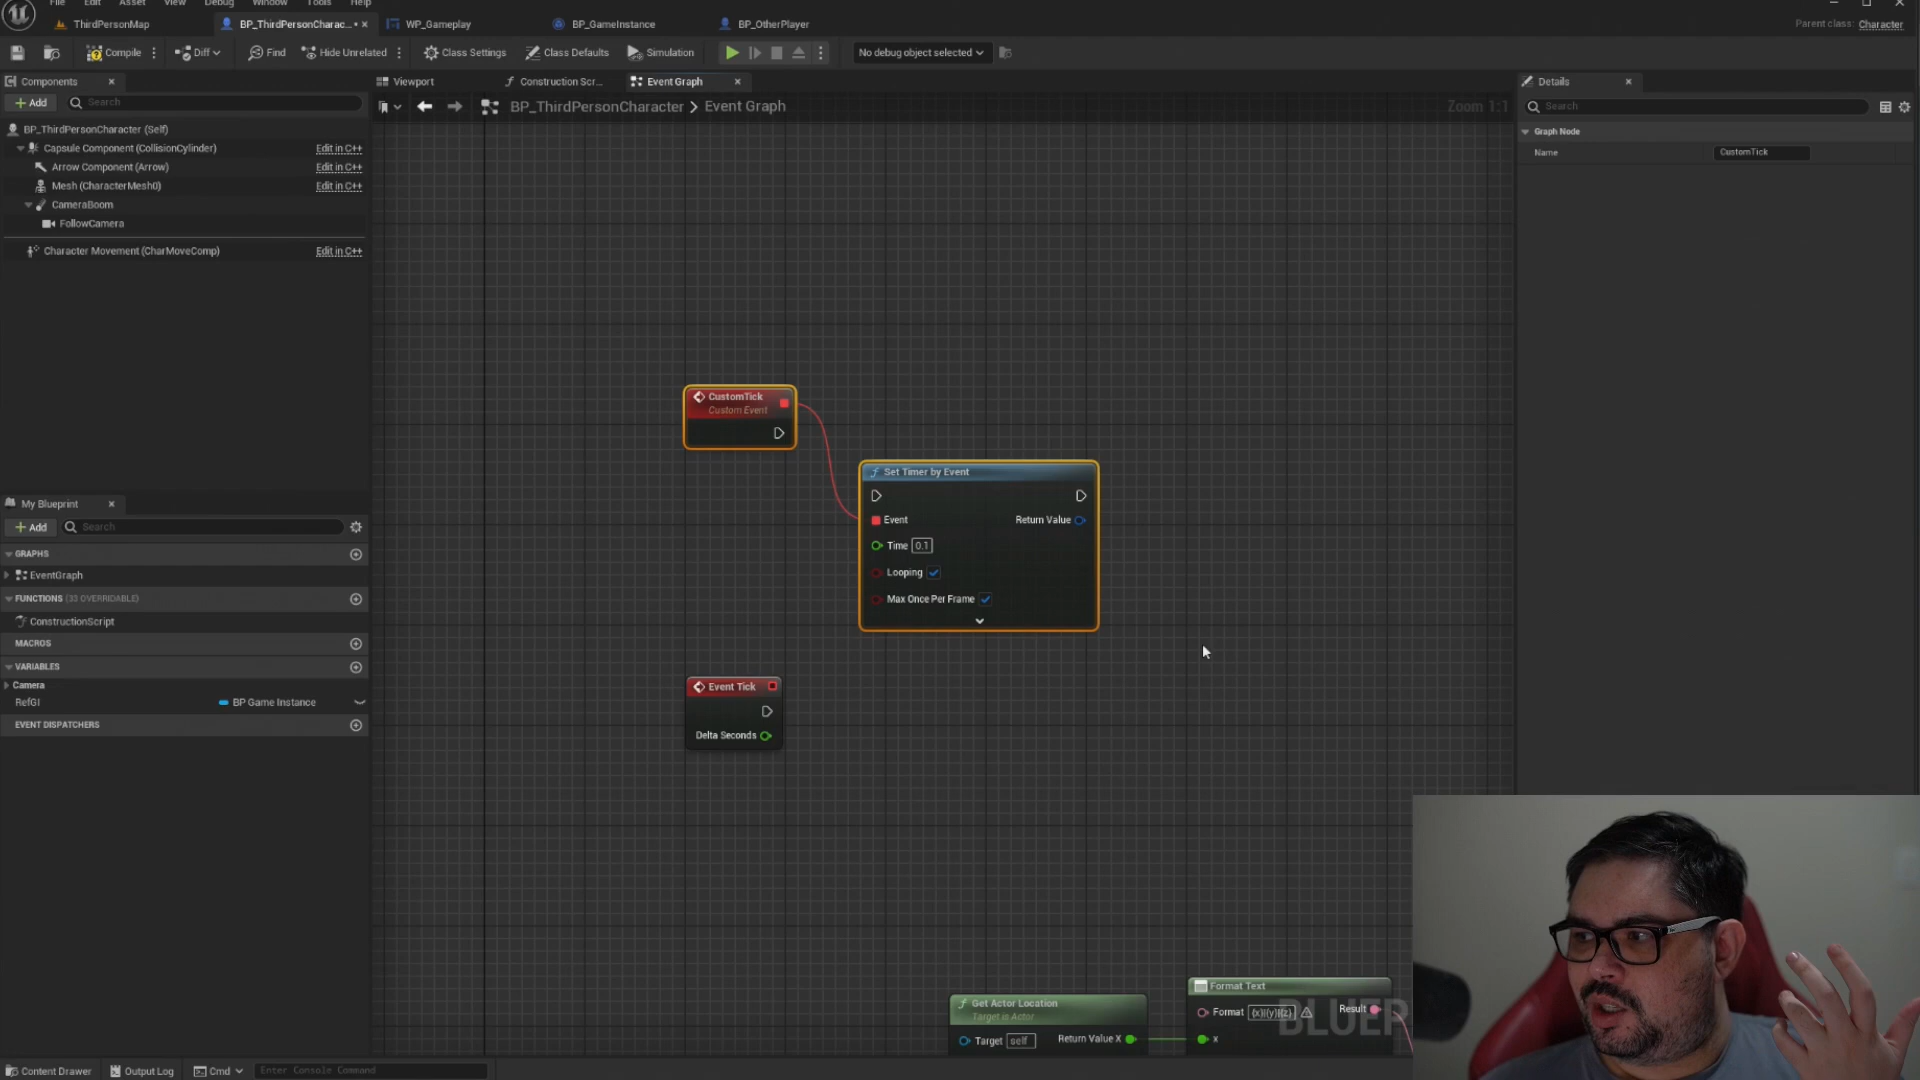 File Edit Asset View Debug Window Tools Help
ThirdPersonMap BP_ThirdPersonCharac... • × WP_Gameplay BP_GameInstance BP_OtherPlayer Parent class: Character
Compile Diff Find Hide Unrelated Class Settings Class Defaults Simulation No debug object selected
Components ×
+ Add Search
BP_ThirdPersonCharacter (Self)
Capsule Component (CollisionCylinder) Edit in C++
Arrow Component (Arrow) Edit in C++
Mesh (CharacterMesh0) Edit in C++
CameraBoom
FollowCamera
Character Movement (CharMoveComp) Edit in C++
My Blueprint ×
+ Add Search
GRAPHS
EventGraph
FUNCTIONS (35 OVERRIDABLE)
ConstructionScript
MACROS
VARIABLES
Camera
RefGI BP Game Instance
EVENT DISPATCHERS
Viewport Construction Scr... Event Graph ×
BP_ThirdPersonCharacter > Event Graph Zoom 1:1
CustomTick
Custom Event
Set Timer by Event
Event Return Value
Time 0.1
Looping
Max Once Per Frame
Event Tick
Delta Seconds
Get Actor Location
Target is Actor
Target self Return Value X
Format Text
Format {x}|{y}|{z} Result
x
BLUEP
Details ×
Search
Graph Node
Name CustomTick
Content Drawer Output Log Cmd Enter Console Command